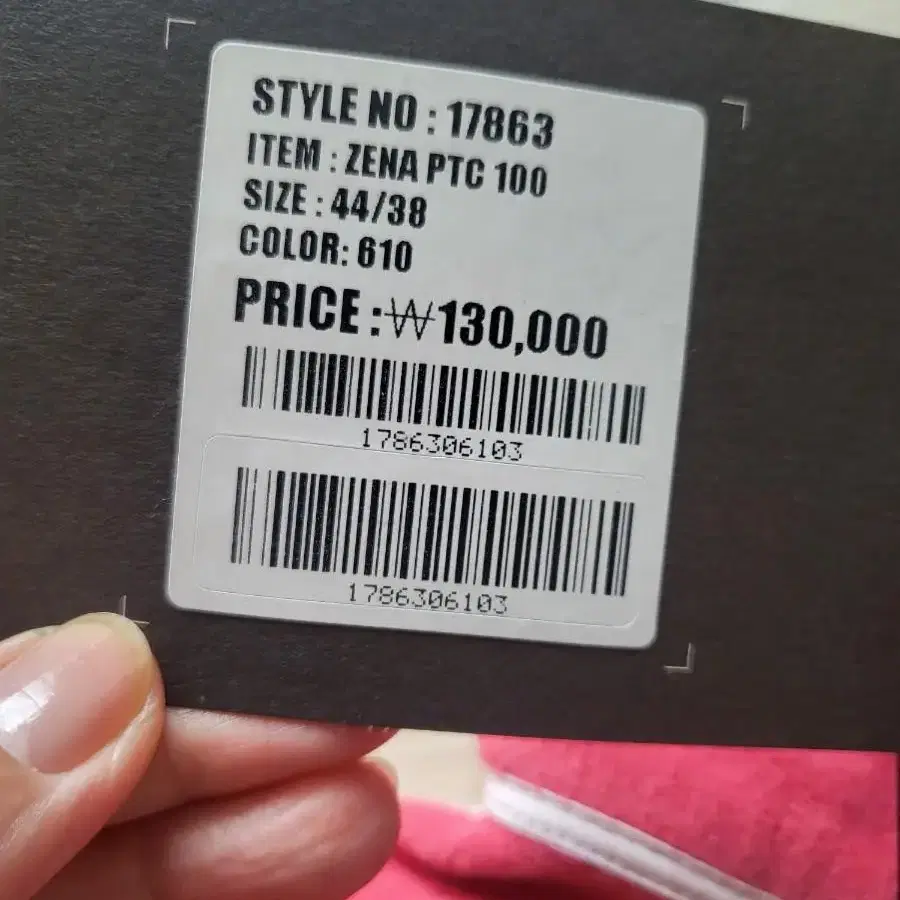 STYLE NO : 17863
ITEM : ZENA PTC 100
SIZE : 44/38
COLOR: 610
PRICE :₩130,000
1786306103
1786306103